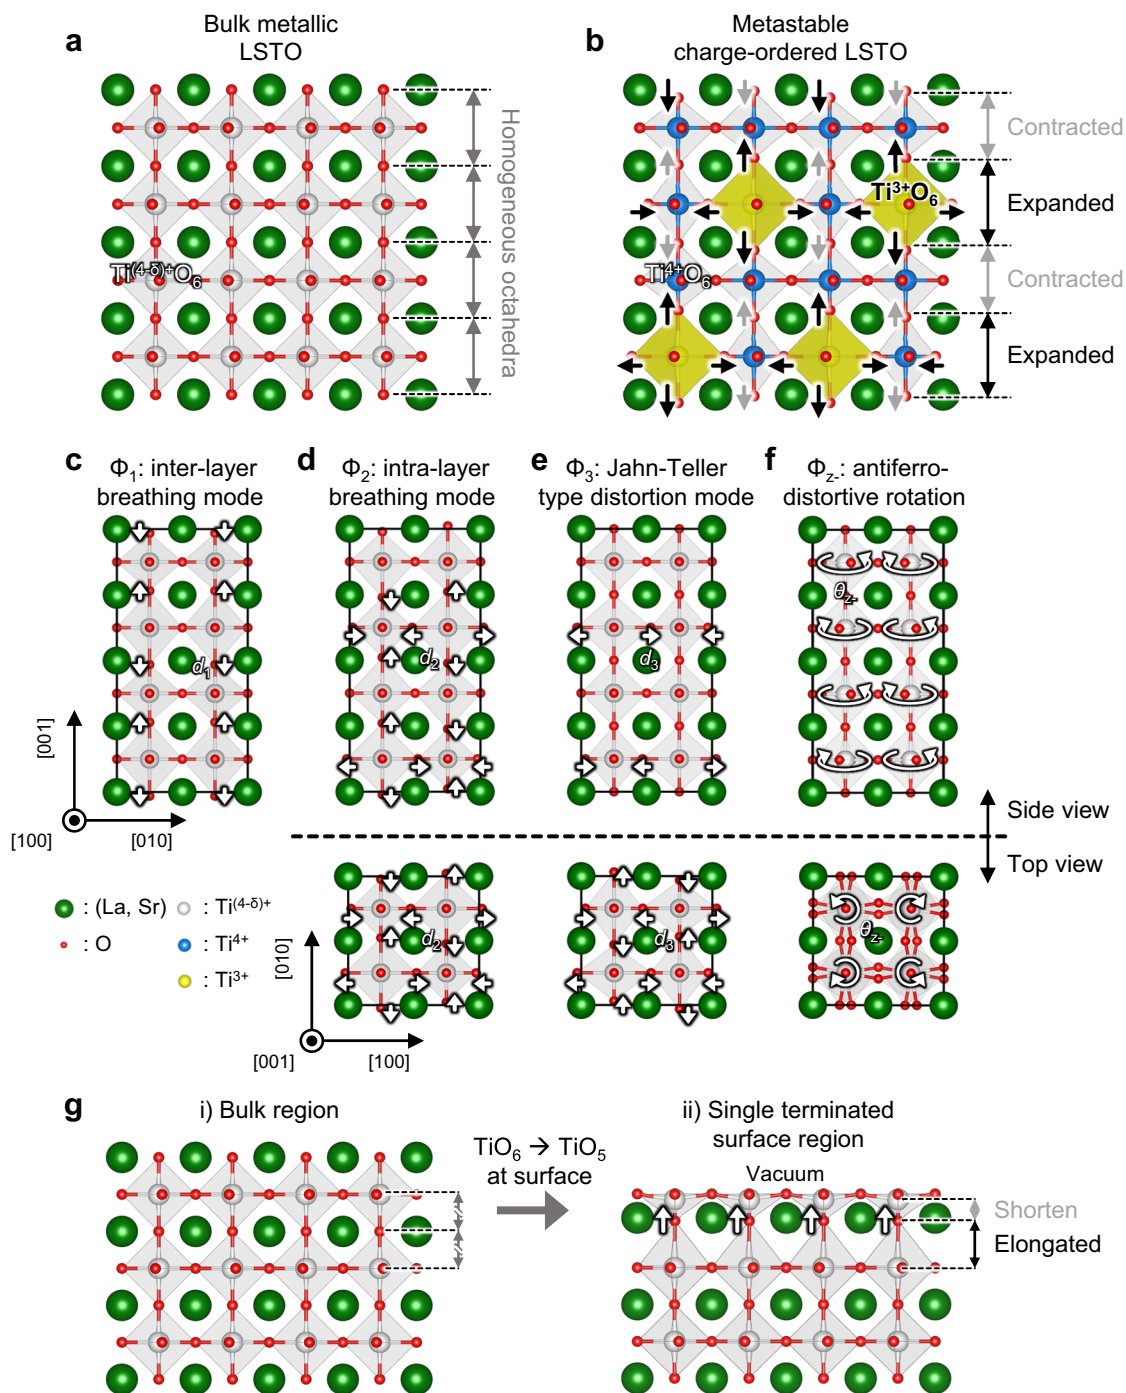 a
Bulk metallic
LSTO
Homogeneous octahedra
Ti(4-δ)+O6
b
Metastable
charge-ordered LSTO
Contracted
Ti3+O6
Expanded
Ti4+O6
Contracted
Expanded
c
Φ1: inter-layer
breathing mode
d1
[001]
[100]
[010]
d
Φ2: intra-layer
breathing mode
d2
e
Φ3: Jahn-Teller
type distortion mode
d3
f
Φz-: antiferro-
distortive rotation
θz-
Side view
Top view
: (La, Sr)
: Ti(4-δ)+
: O
: Ti4+
: Ti3+
d2
d3
θz-
[010]
[001]
[100]
g
i) Bulk region
TiO6 → TiO5
at surface
ii) Single terminated
surface region
Vacuum
Shorten
Elongated